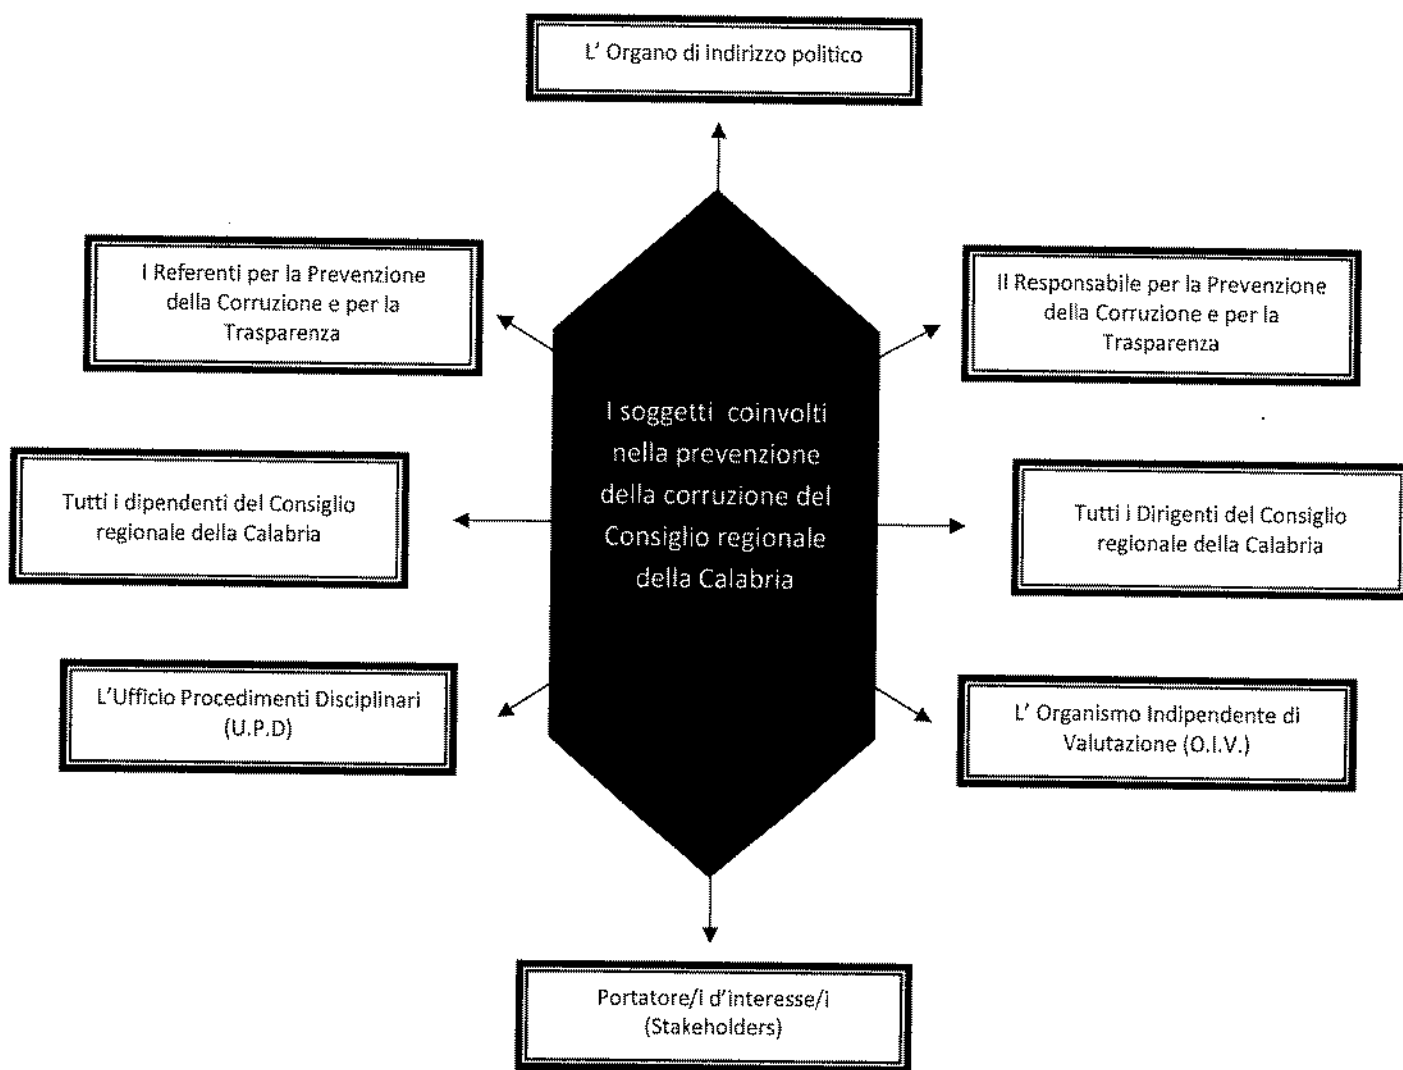 L' Organo di indirizzo politico
I Referenti per la Prevenzione
della Corruzione e per la
Trasparenza
Il Responsabile per la Prevenzione
della Corruzione e per la
Trasparenza
I soggetti coinvolti
nella prevenzione
della corruzione del
Consiglio regionale
della Calabria
Tutti i dipendenti del Consiglio
regionale della Calabria
Tutti i Dirigenti del Consiglio
regionale della Calabria
L'Ufficio Procedimenti Disciplinari
(U.P.D)
L' Organismo Indipendente di
Valutazione (O.I.V.)
Portatore/i d'interesse/i
(Stakeholders)